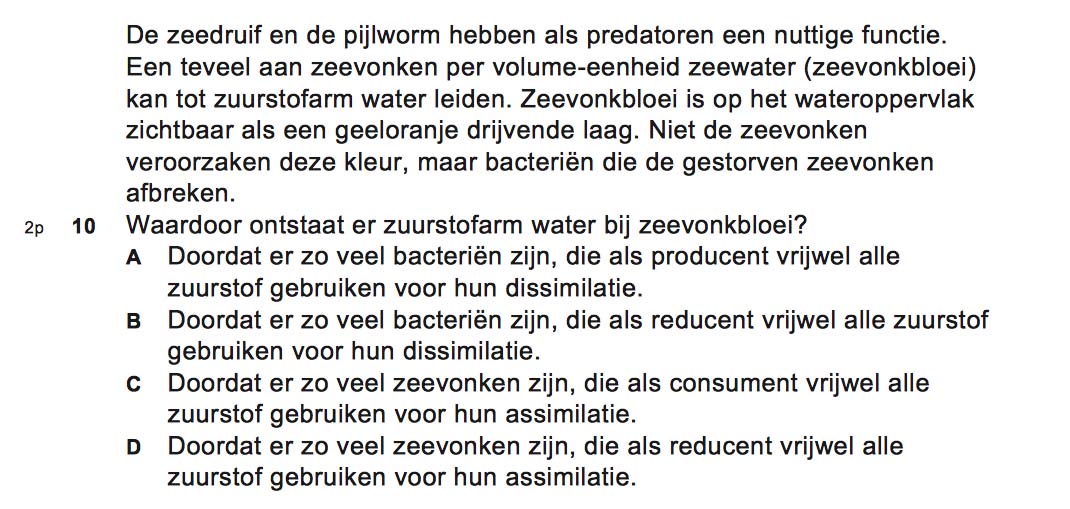 De zeedruif en de pijlworm hebben als predatoren een nuttige functie.
Een teveel aan zeevonken per volume-eenheid zeewater (zeevonkbloei)
kan tot zuurstofarm water leiden. Zeevonkbloei is op het wateroppervlak
zichtbaar als een geeloranje drijvende laag. Niet de zeevonken
veroorzaken deze kleur, maar bacteriën die de gestorven zeevonken
afbreken.
2p 10 Waardoor ontstaat er zuurstofarm water bij zeevonkbloei?
A Doordat er zo veel bacteriën zijn, die als producent vrijwel alle
zuurstof gebruiken voor hun dissimilatie.
B Doordat er zo veel bacteriën zijn, die als reducent vrijwel alle zuurstof
gebruiken voor hun dissimilatie.
C Doordat er zo veel zeevonken zijn, die als consument vrijwel alle
zuurstof gebruiken voor hun assimilatie.
D Doordat er zo veel zeevonken zijn, die als reducent vrijwel alle
zuurstof gebruiken voor hun assimilatie.